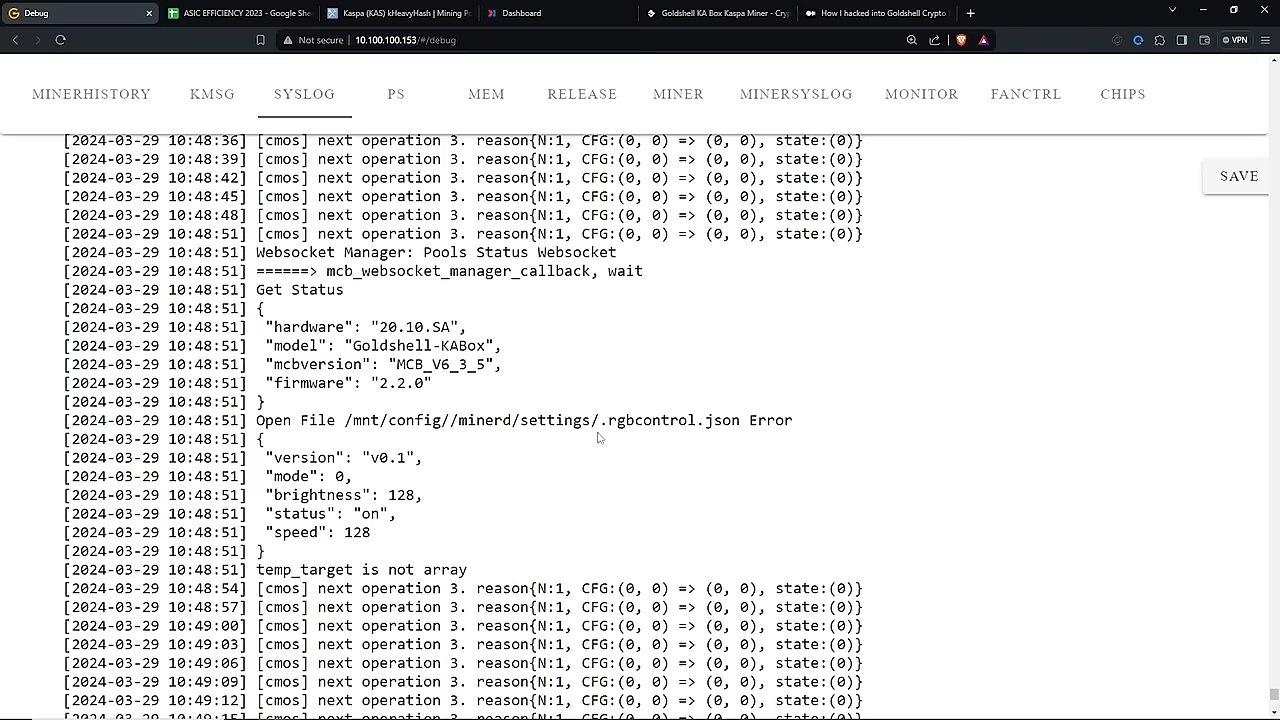 Debug
ASIC EFFICIENCY 2023 - Google She
Kaspa (KAS) kHeavyHash | Mining Po
Dashboard
Goldshell KA Box Kaspa Miner - Cryp
How I hacked into Goldshell Crypto
Not secure
10.100.100.153/#/debug
VPN
MINERHISTORY KMSG SYSLOG PS MEM RELEASE MINER MINERSYSLOG MONITOR FANCTRL CHIPS
SAVE
[2024-03-29 10:48:36] [cmos] next operation 3. reason{N:1, CFG:(0, 0) => (0, 0), state:(0)}
[2024-03-29 10:48:39] [cmos] next operation 3. reason{N:1, CFG:(0, 0) => (0, 0), state:(0)}
[2024-03-29 10:48:42] [cmos] next operation 3. reason{N:1, CFG:(0, 0) => (0, 0), state:(0)}
[2024-03-29 10:48:45] [cmos] next operation 3. reason{N:1, CFG:(0, 0) => (0, 0), state:(0)}
[2024-03-29 10:48:48] [cmos] next operation 3. reason{N:1, CFG:(0, 0) => (0, 0), state:(0)}
[2024-03-29 10:48:51] [cmos] next operation 3. reason{N:1, CFG:(0, 0) => (0, 0), state:(0)}
[2024-03-29 10:48:51] Websocket Manager: Pools Status Websocket
[2024-03-29 10:48:51] ======> mcb_websocket_manager_callback, wait
[2024-03-29 10:48:51] Get Status
[2024-03-29 10:48:51] {
[2024-03-29 10:48:51] "hardware": "20.10.SA",
[2024-03-29 10:48:51] "model": "Goldshell-KABox",
[2024-03-29 10:48:51] "mcbversion": "MCB_V6_3_5",
[2024-03-29 10:48:51] "firmware": "2.2.0"
[2024-03-29 10:48:51] }
[2024-03-29 10:48:51] Open File /mnt/config//minerd/settings/.rgbcontrol.json Error
[2024-03-29 10:48:51] {
[2024-03-29 10:48:51] "version": "v0.1",
[2024-03-29 10:48:51] "mode": 0,
[2024-03-29 10:48:51] "brightness": 128,
[2024-03-29 10:48:51] "status": "on",
[2024-03-29 10:48:51] "speed": 128
[2024-03-29 10:48:51] }
[2024-03-29 10:48:51] temp_target is not array
[2024-03-29 10:48:54] [cmos] next operation 3. reason{N:1, CFG:(0, 0) => (0, 0), state:(0)}
[2024-03-29 10:48:57] [cmos] next operation 3. reason{N:1, CFG:(0, 0) => (0, 0), state:(0)}
[2024-03-29 10:49:00] [cmos] next operation 3. reason{N:1, CFG:(0, 0) => (0, 0), state:(0)}
[2024-03-29 10:49:03] [cmos] next operation 3. reason{N:1, CFG:(0, 0) => (0, 0), state:(0)}
[2024-03-29 10:49:06] [cmos] next operation 3. reason{N:1, CFG:(0, 0) => (0, 0), state:(0)}
[2024-03-29 10:49:09] [cmos] next operation 3. reason{N:1, CFG:(0, 0) => (0, 0), state:(0)}
[2024-03-29 10:49:12] [cmos] next operation 3. reason{N:1, CFG:(0, 0) => (0, 0), state:(0)}
[2024-03-29 10:49:15] [cmos] next operation 3. reason{N:1, CFG:(0, 0) => (0, 0), state:(0)}